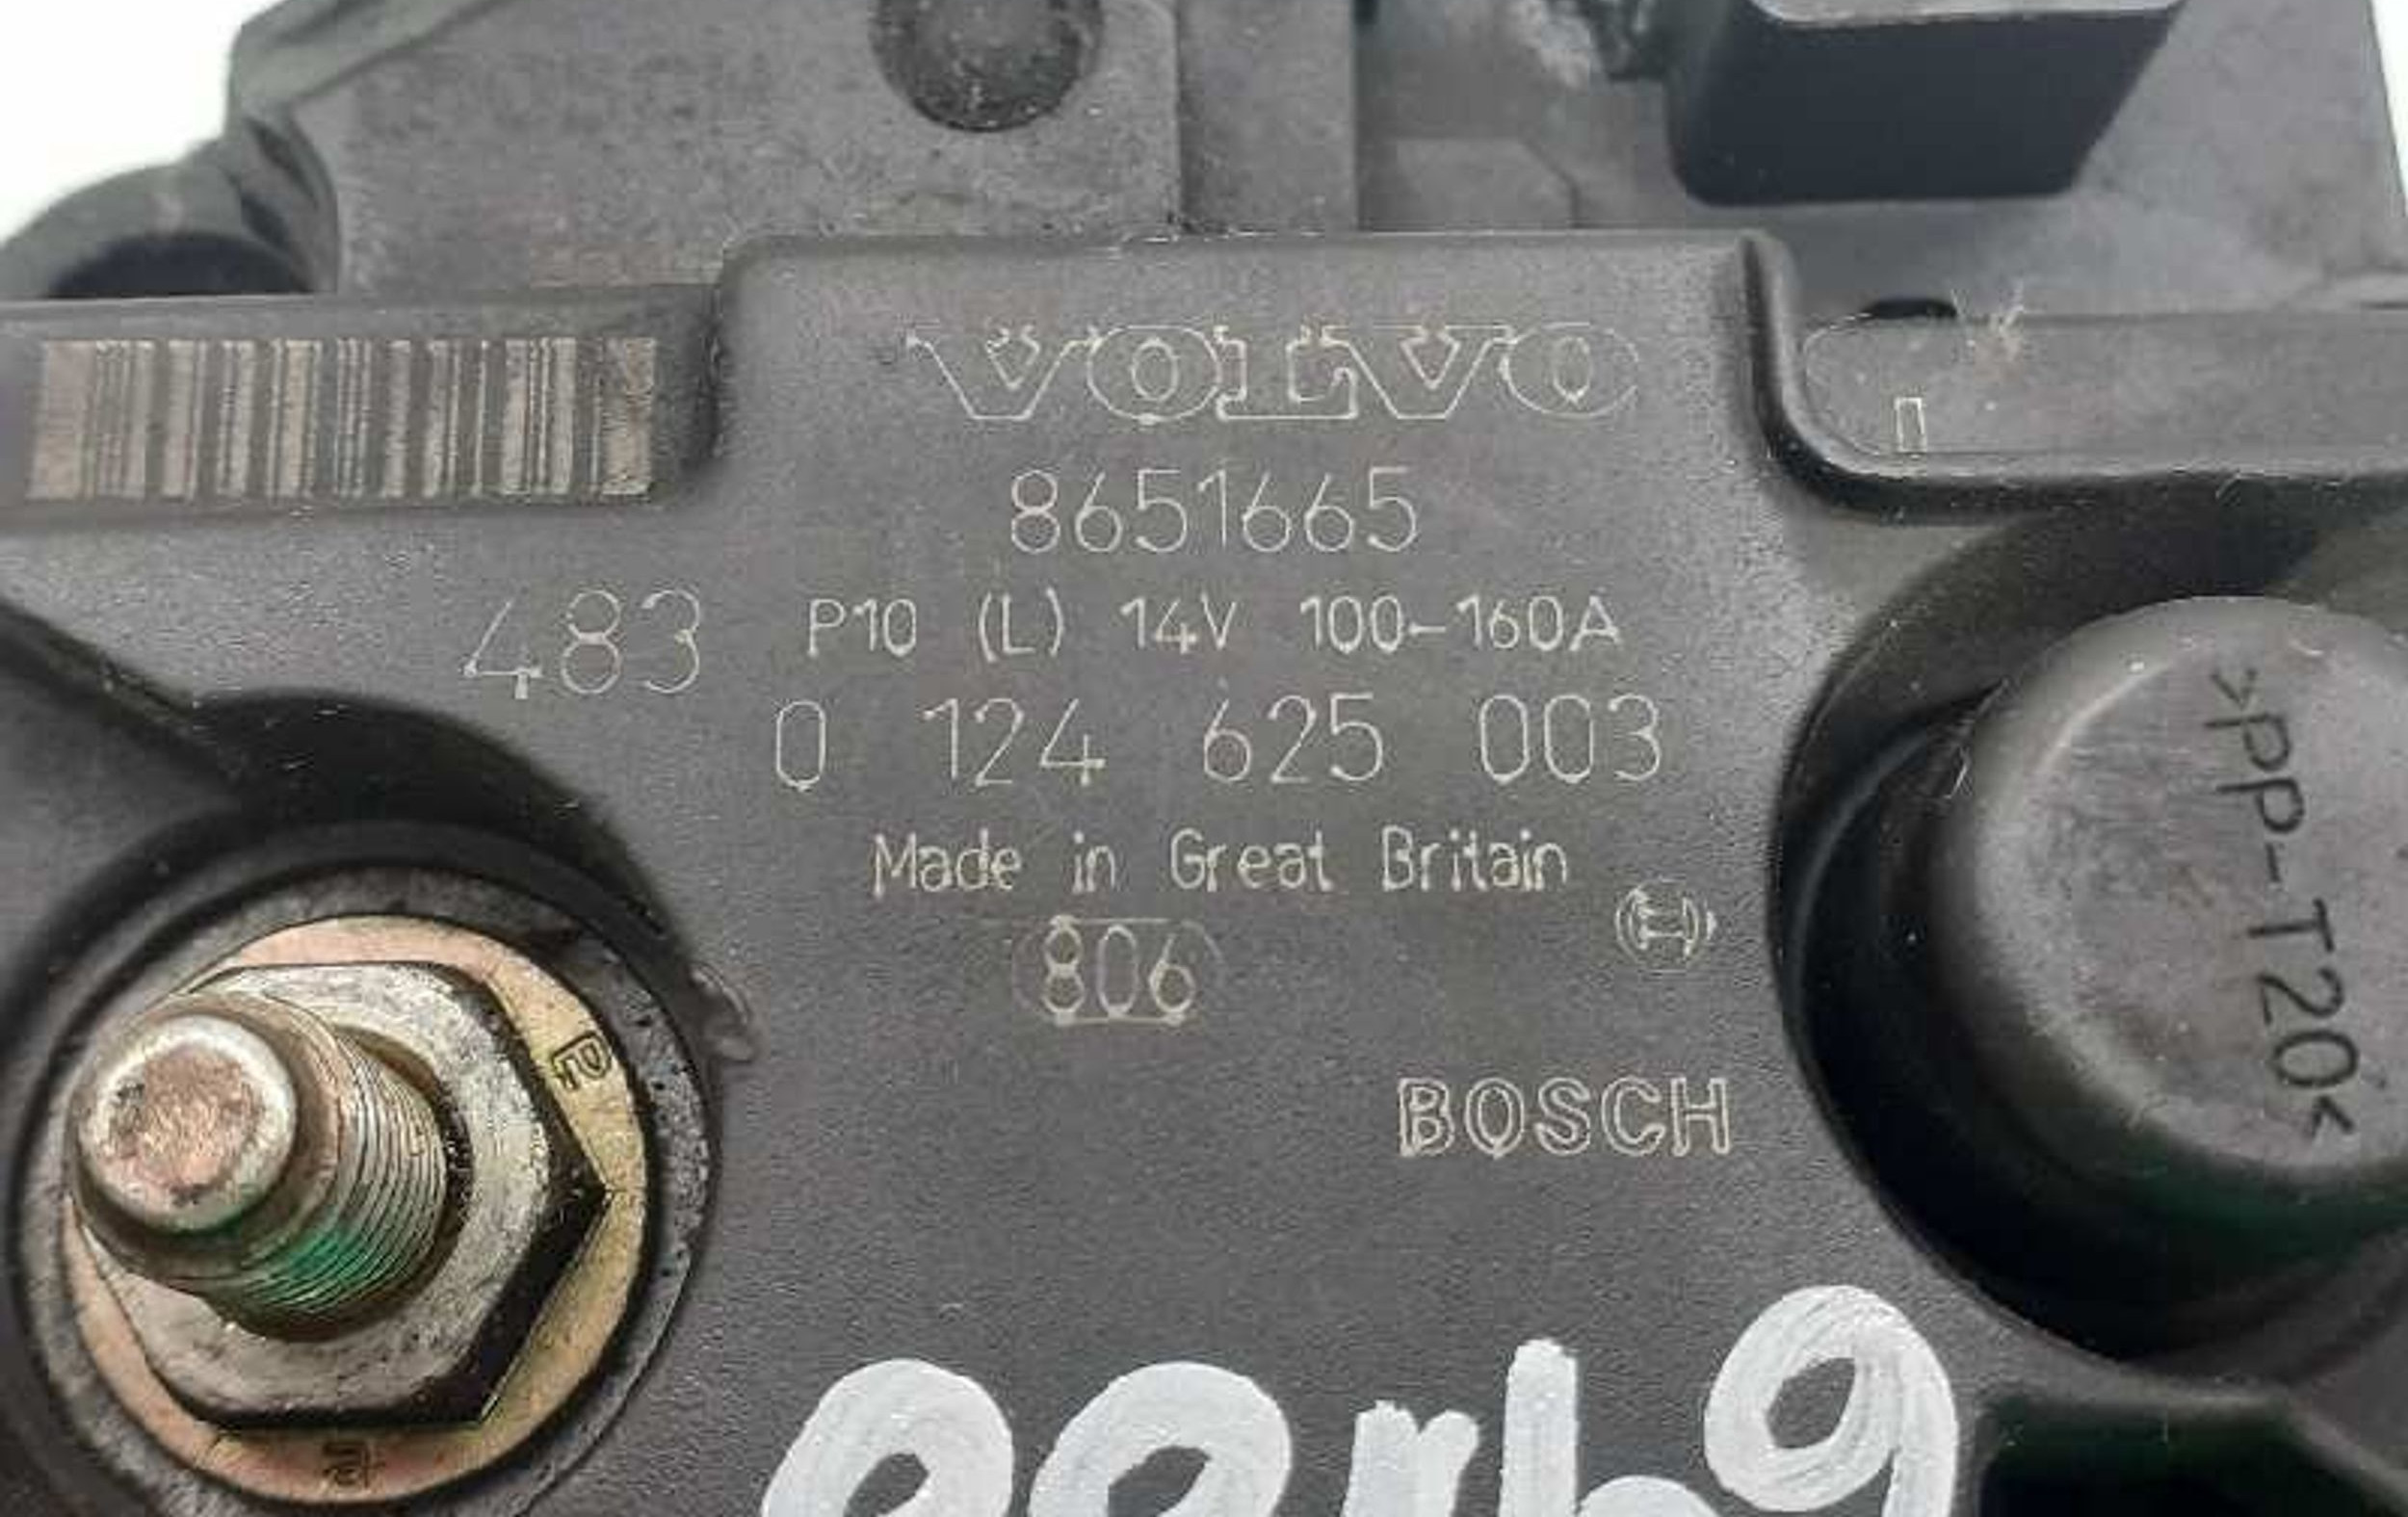 VOLVO
8651665
483
P10 (L) 14V 100-160A
0 124 625 003
Made in Great Britain
806
BOSCH
>PP-T20<